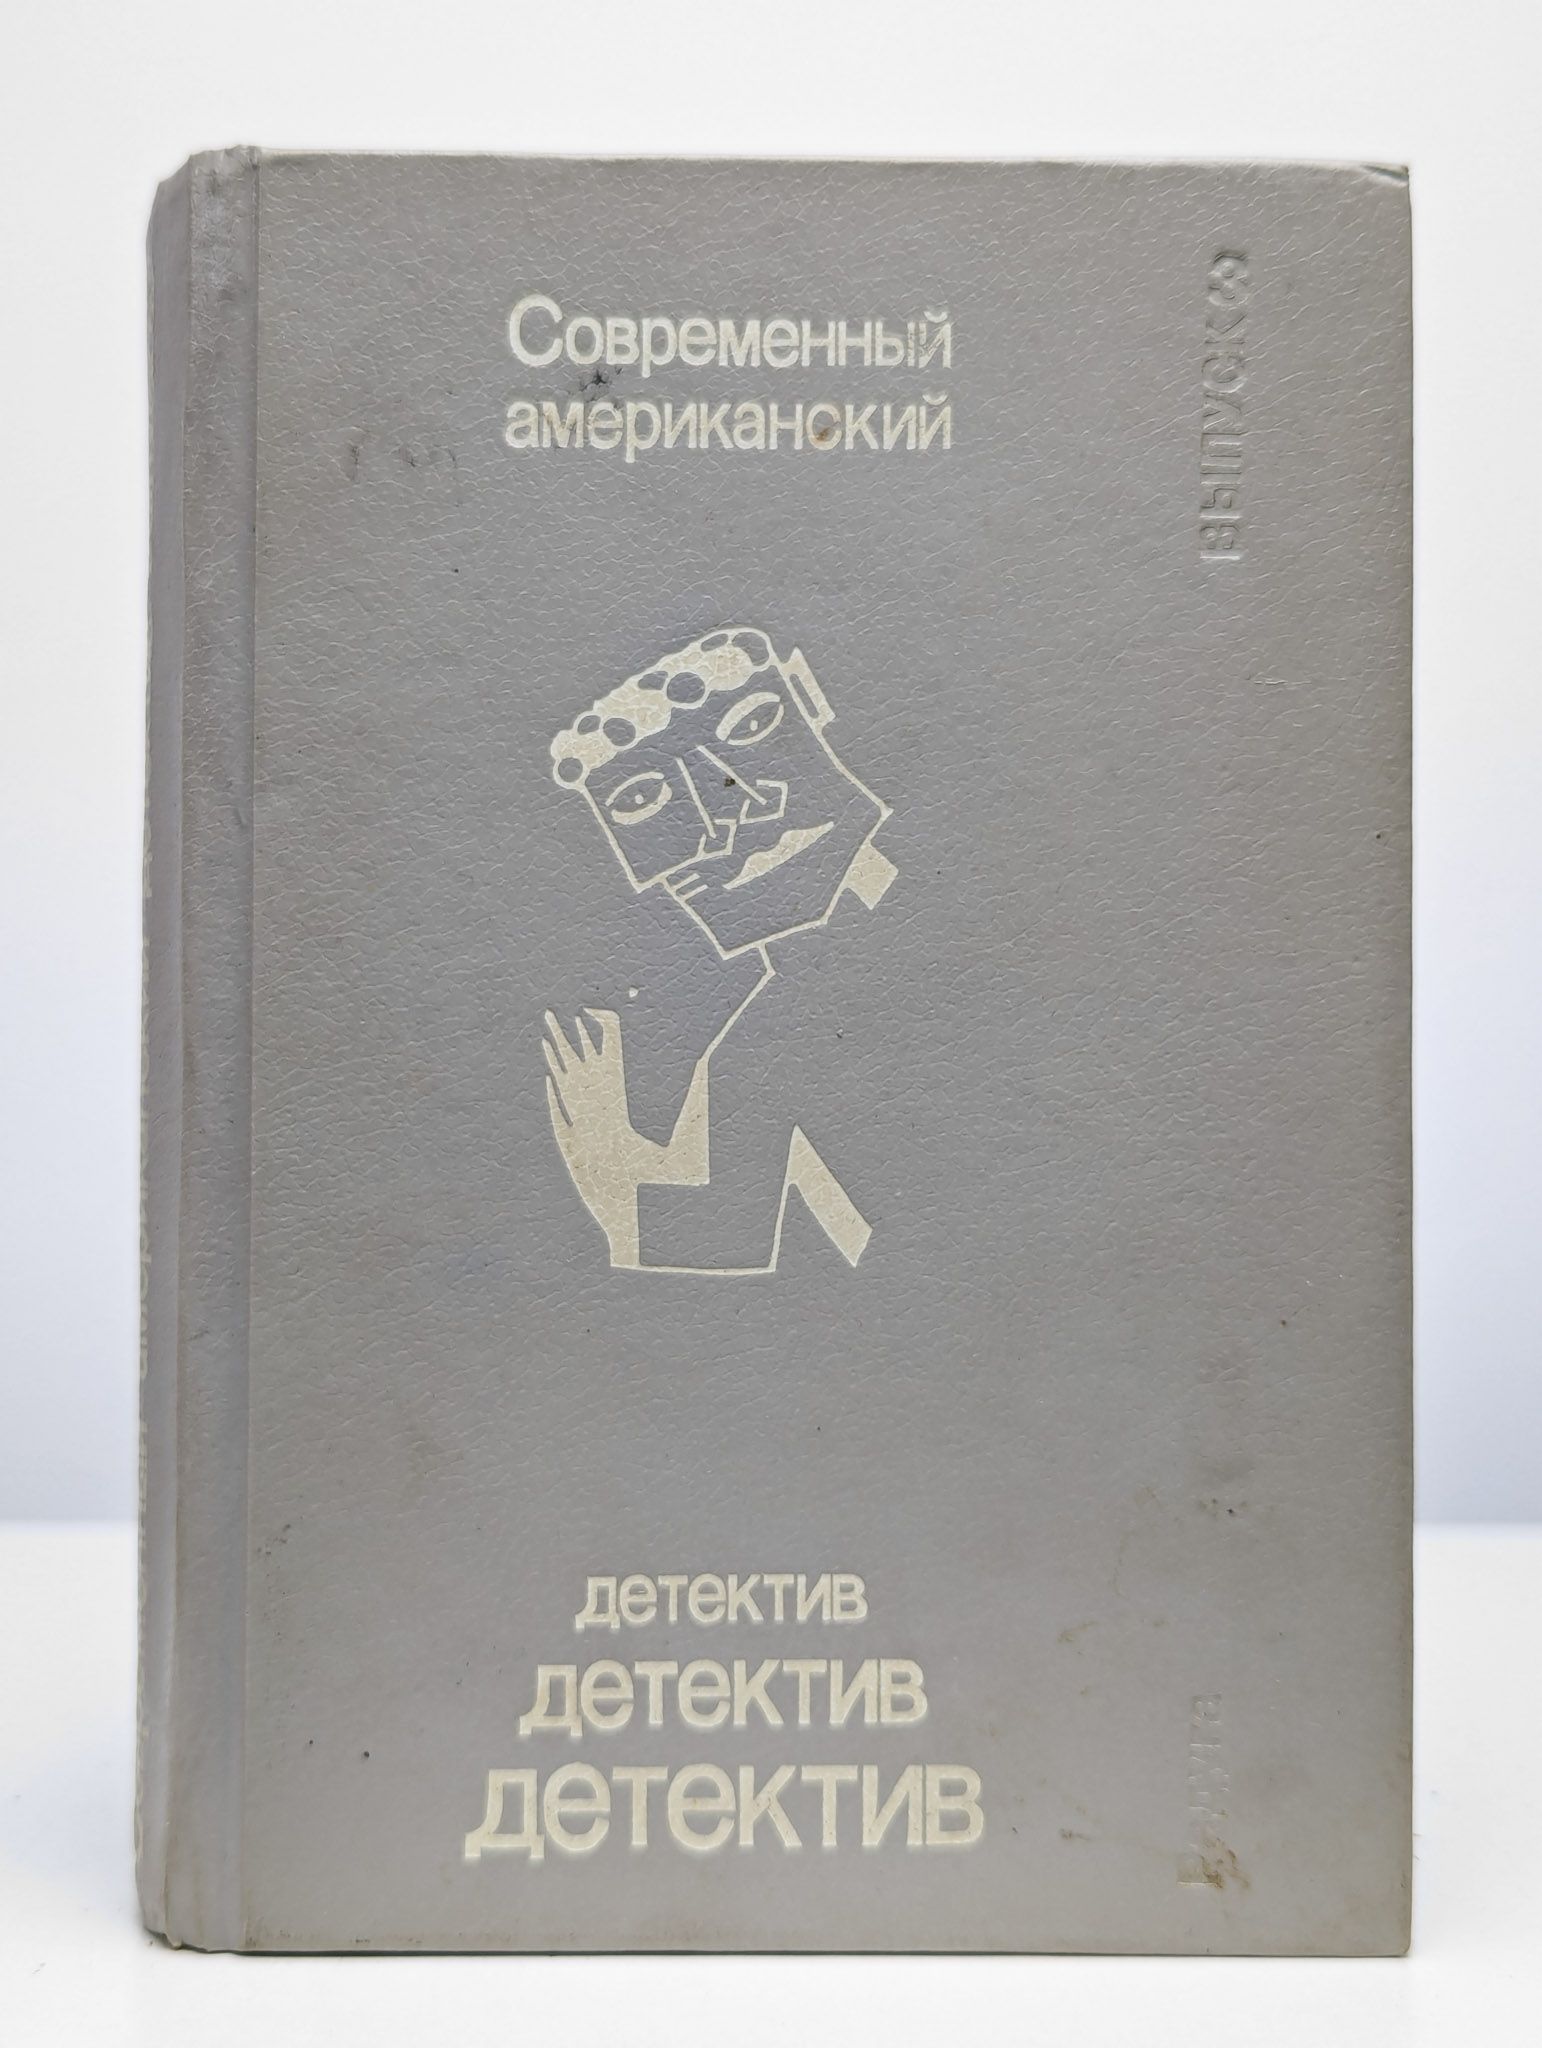 Современный
американский
ВЫПУСК 3
детектив
детектив
детектив